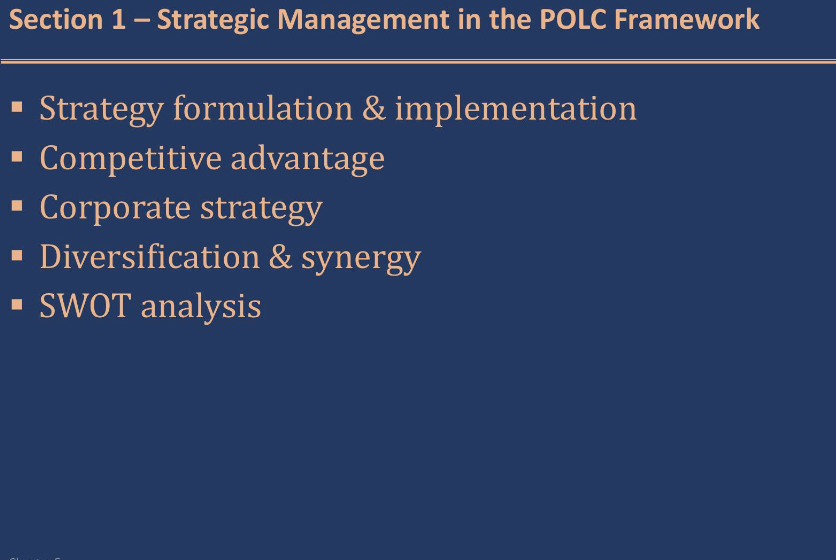 Section 1 – Strategic Management in the POLC Framework
▪ Strategy formulation & implementation
▪ Competitive advantage
▪ Corporate strategy
▪ Diversification & synergy
▪ SWOT analysis